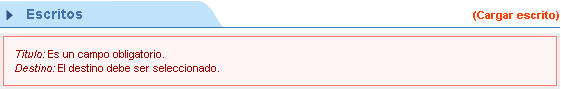 Escritos (Cargar escrito)
Título: Es un campo obligatorio.
Destino: El destino debe ser seleccionado.